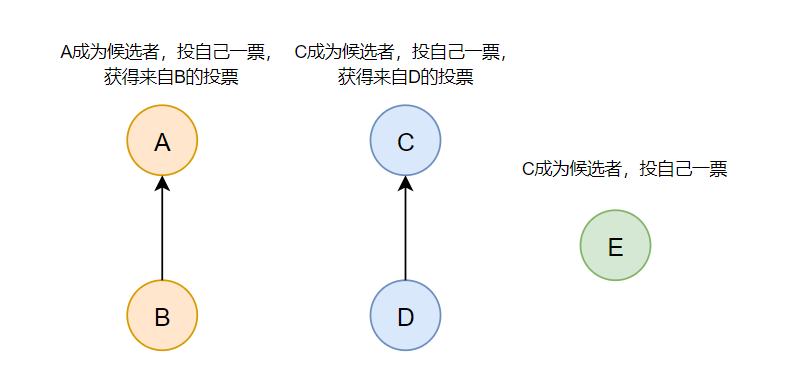 A成为候选者，投自己一票，
获得来自B的投票
C成为候选者，投自己一票，
获得来自D的投票
A
C
C成为候选者，投自己一票
E
B
D